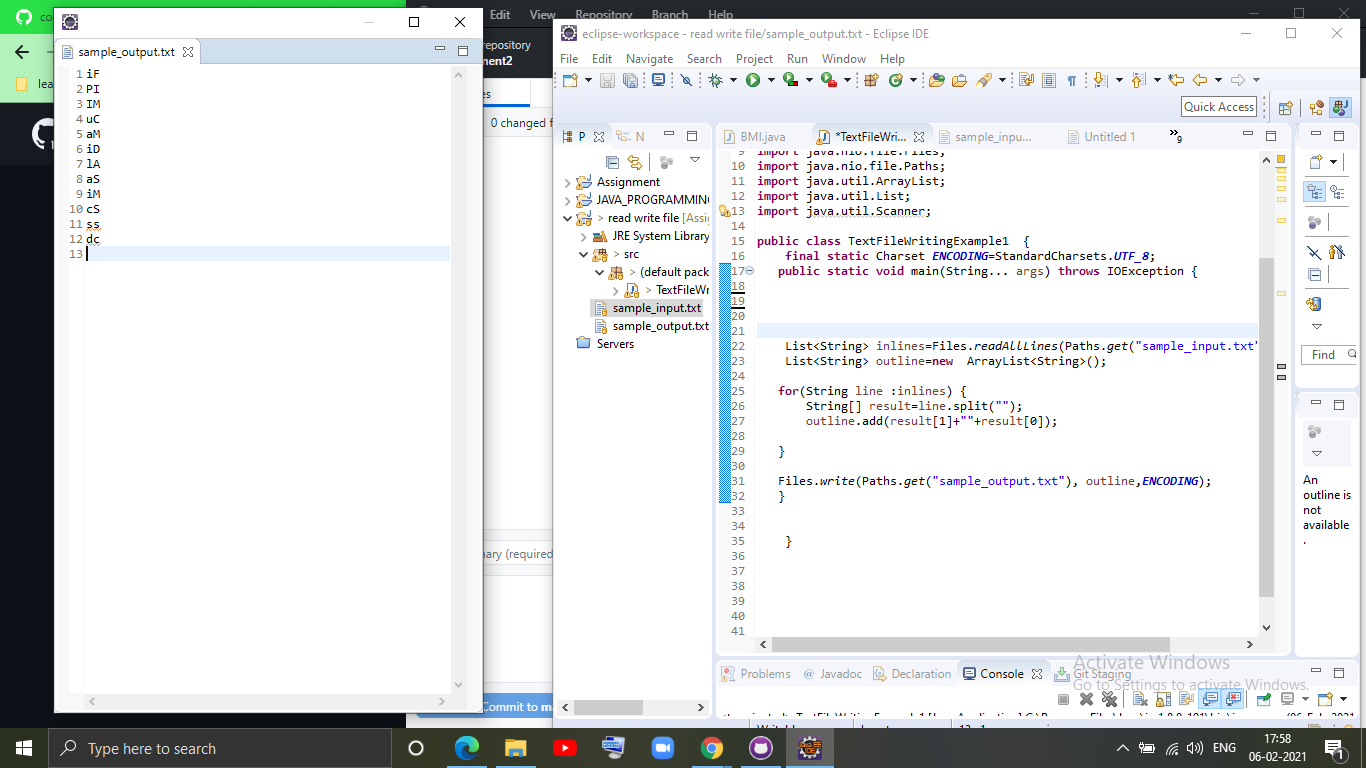 co
Edit View Repository Branch Help
lea
repository
nent2
es
0 changed f
nary (required
Commit to m
sample_output.txt
1 iF
2 PI
3 IM
4 uC
5 aM
6 iD
7 lA
8 aS
9 iM
10 cS
11 ss
12 dc
13
eclipse-workspace - read write file/sample_output.txt - Eclipse IDE
File Edit Navigate Search Project Run Window Help
Quick Access
P N
Assignment
JAVA_PROGRAMMIN
> read write file [Assi
JRE System Library
> src
> (default pack
> TextFileWr
sample_input.txt
sample_output.txt
Servers
BMI.java *TextFileWri... sample_inpu... Untitled 1 »9
9 import java.nio.file.Files;
10 import java.nio.file.Paths;
11 import java.util.ArrayList;
12 import java.util.List;
13 import java.util.Scanner;
14
15 public class TextFileWritingExample1 {
16 final static Charset ENCODING=StandardCharsets.UTF_8;
17 public static void main(String... args) throws IOException {
18
19
20
21
22 List<String> inlines=Files.readAllLines(Paths.get("sample_input.txt"
23 List<String> outline=new ArrayList<String>();
24
25 for(String line :inlines) {
26 String[] result=line.split("");
27 outline.add(result[1]+""+result[0]);
28
29 }
30
31 Files.write(Paths.get("sample_output.txt"), outline,ENCODING);
32 }
33
34
35 }
36
37
38
39
40
41
Find
An
outline is
not
available
.
Problems @ Javadoc Declaration Console Git Staging
Activate Windows
Go to Settings to activate Windows.
Type here to search
ENG
17:58
06-02-2021
1